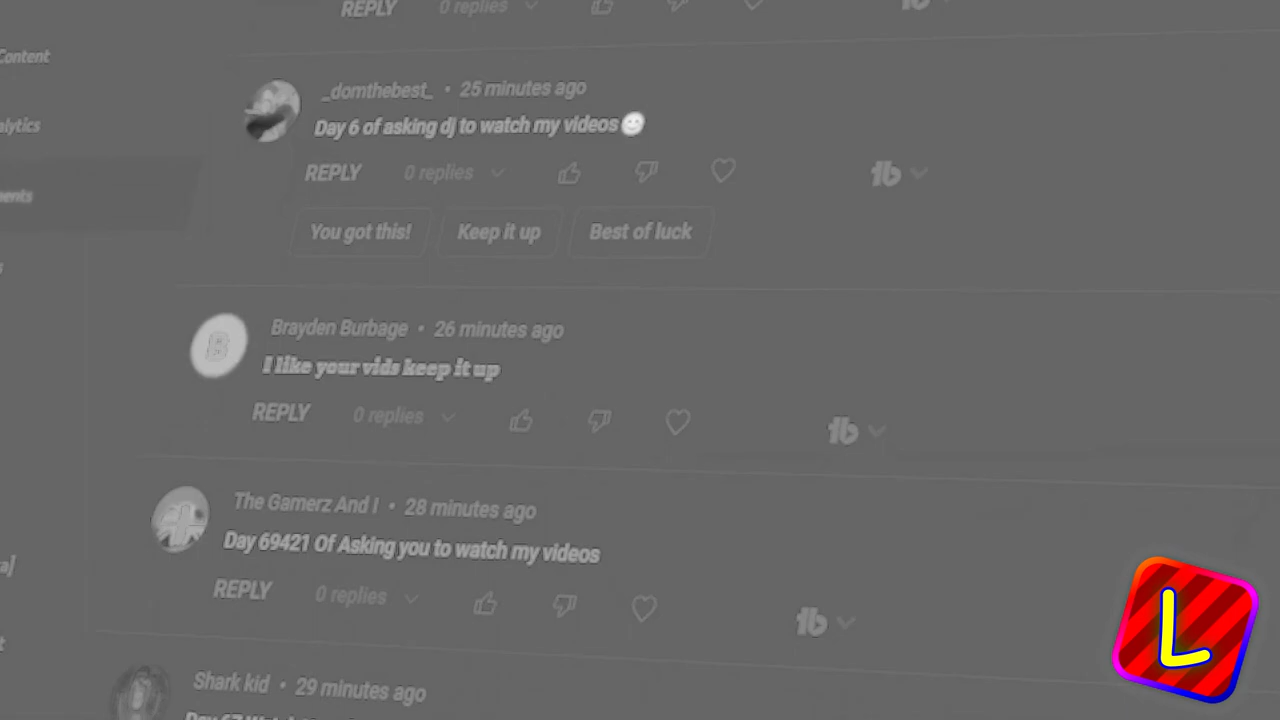 REPLY 0 replies
Content
_domthebest_ • 25 minutes ago
Day 6 of asking dj to watch my videos
alytics
REPLY 0 replies
You got this! Keep it up Best of luck
Brayden Burbage • 26 minutes ago
B
I like your vids keep it up
REPLY 0 replies
The Gamerz And I • 28 minutes ago
Day 69421 Of Asking you to watch my videos
REPLY 0 replies
L
Shark kid • 29 minutes ago